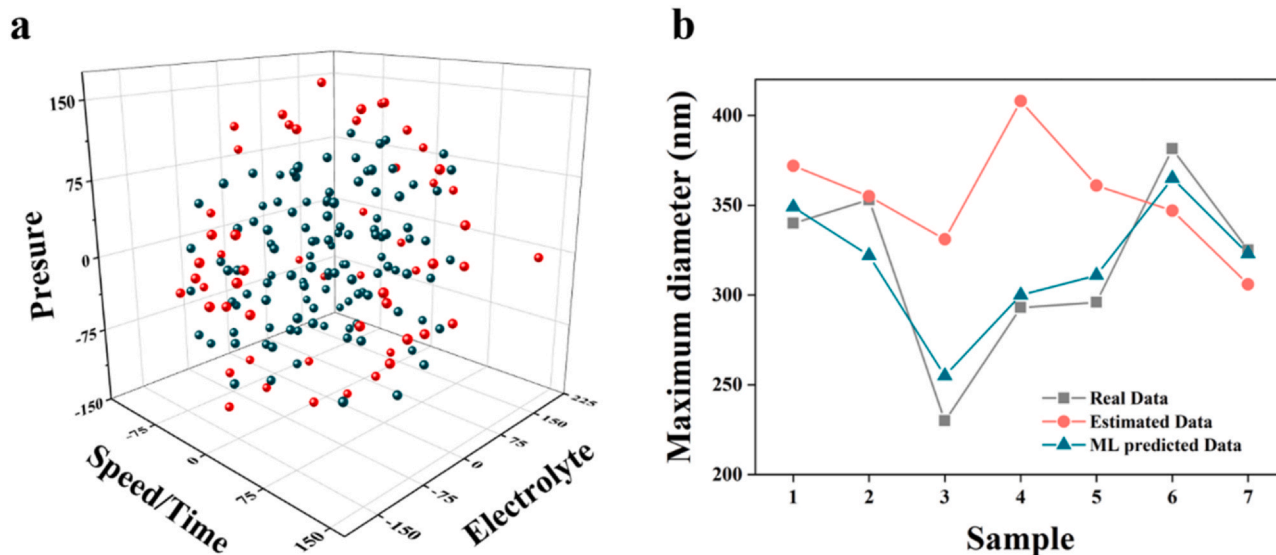 a
Presure
150
75
0
-75
-150
-75
0
75
150
Speed/Time
-150
-75
0
75
150
225
Electrolyte
b
Maximum diameter (nm)
400
350
300
250
200
Real Data
Estimated Data
ML predicted Data
1 2 3 4 5 6 7
Sample